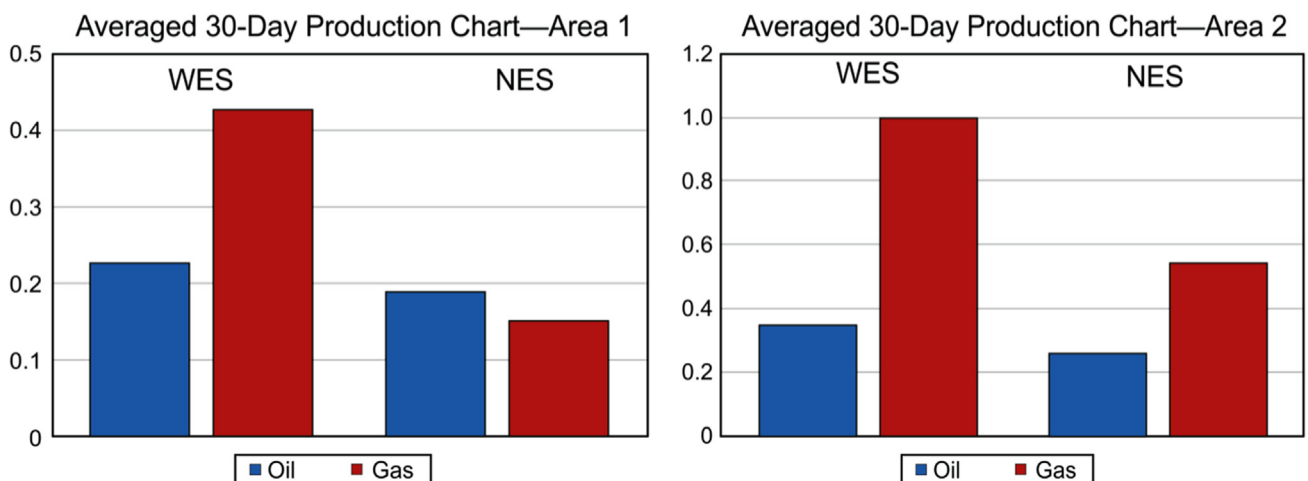 Averaged 30-Day Production Chart—Area 1
0.5
0.4
0.3
0.2
0.1
0
WES
NES
Oil
Gas
Averaged 30-Day Production Chart—Area 2
1.2
1.0
0.8
0.6
0.4
0.2
0
WES
NES
Oil
Gas